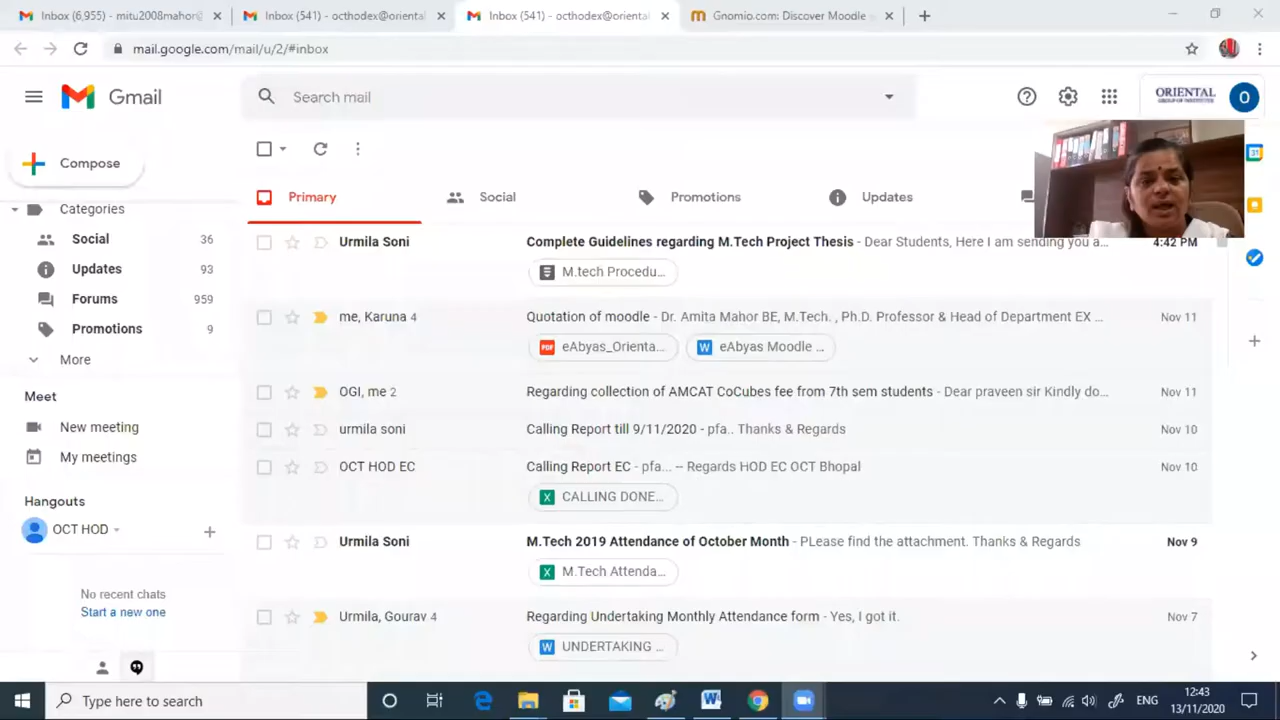 Inbox (6,955) - mitu2008mahor@
Inbox (541) - octhodex@oriental
Inbox (541) - octhodex@oriental
Gnomio.com: Discover Moodle
mail.google.com/mail/u/2/#inbox
Gmail
Search mail
ORIENTAL
GROUP OF INSTITUTES
O
Compose
Primary
Social
Promotions
Updates
Categories
Social 36
Updates 93
Forums 959
Promotions 9
More
Meet
New meeting
My meetings
Hangouts
OCT HOD
No recent chats
Start a new one
Urmila Soni Complete Guidelines regarding M.Tech Project Thesis - Dear Students, Here I am sending you a... 4:42 PM
M.tech Procedu...
me, Karuna 4 Quotation of moodle - Dr. Amita Mahor BE, M.Tech. , Ph.D. Professor & Head of Department EX ... Nov 11
PDF eAbyas_Orienta... W eAbyas Moodle ...
OGI, me 2 Regarding collection of AMCAT CoCubes fee from 7th sem students - Dear praveen sir Kindly do... Nov 11
urmila soni Calling Report till 9/11/2020 - pfa.. Thanks & Regards Nov 10
OCT HOD EC Calling Report EC - pfa... -- Regards HOD EC OCT Bhopal Nov 10
X CALLING DONE...
Urmila Soni M.Tech 2019 Attendance of October Month - PLease find the attachment. Thanks & Regards Nov 9
X M.Tech Attenda...
Urmila, Gourav 4 Regarding Undertaking Monthly Attendance form - Yes, I got it. Nov 7
W UNDERTAKING ...
31
Type here to search
ENG
12:43
13/11/2020